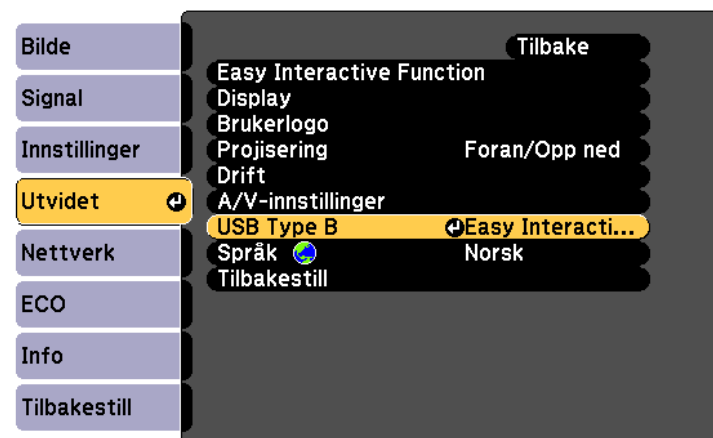 Bilde
Signal
Innstillinger
Utvidet
Nettverk
ECO
Info
Tilbakestill
Tilbake
Easy Interactive Function
Display
Brukerlogo
Projisering Foran/Opp ned
Drift
A/V-innstillinger
USB Type B Easy Interacti...
Språk Norsk
Tilbakestill